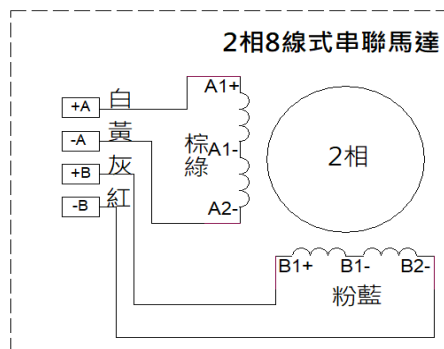 2相8線式串聯馬達
+A 白
-A 黃
+B 灰
-B 紅
A1+
棕綠
A1-
A2-
2相
B1+ B1- B2-
粉藍